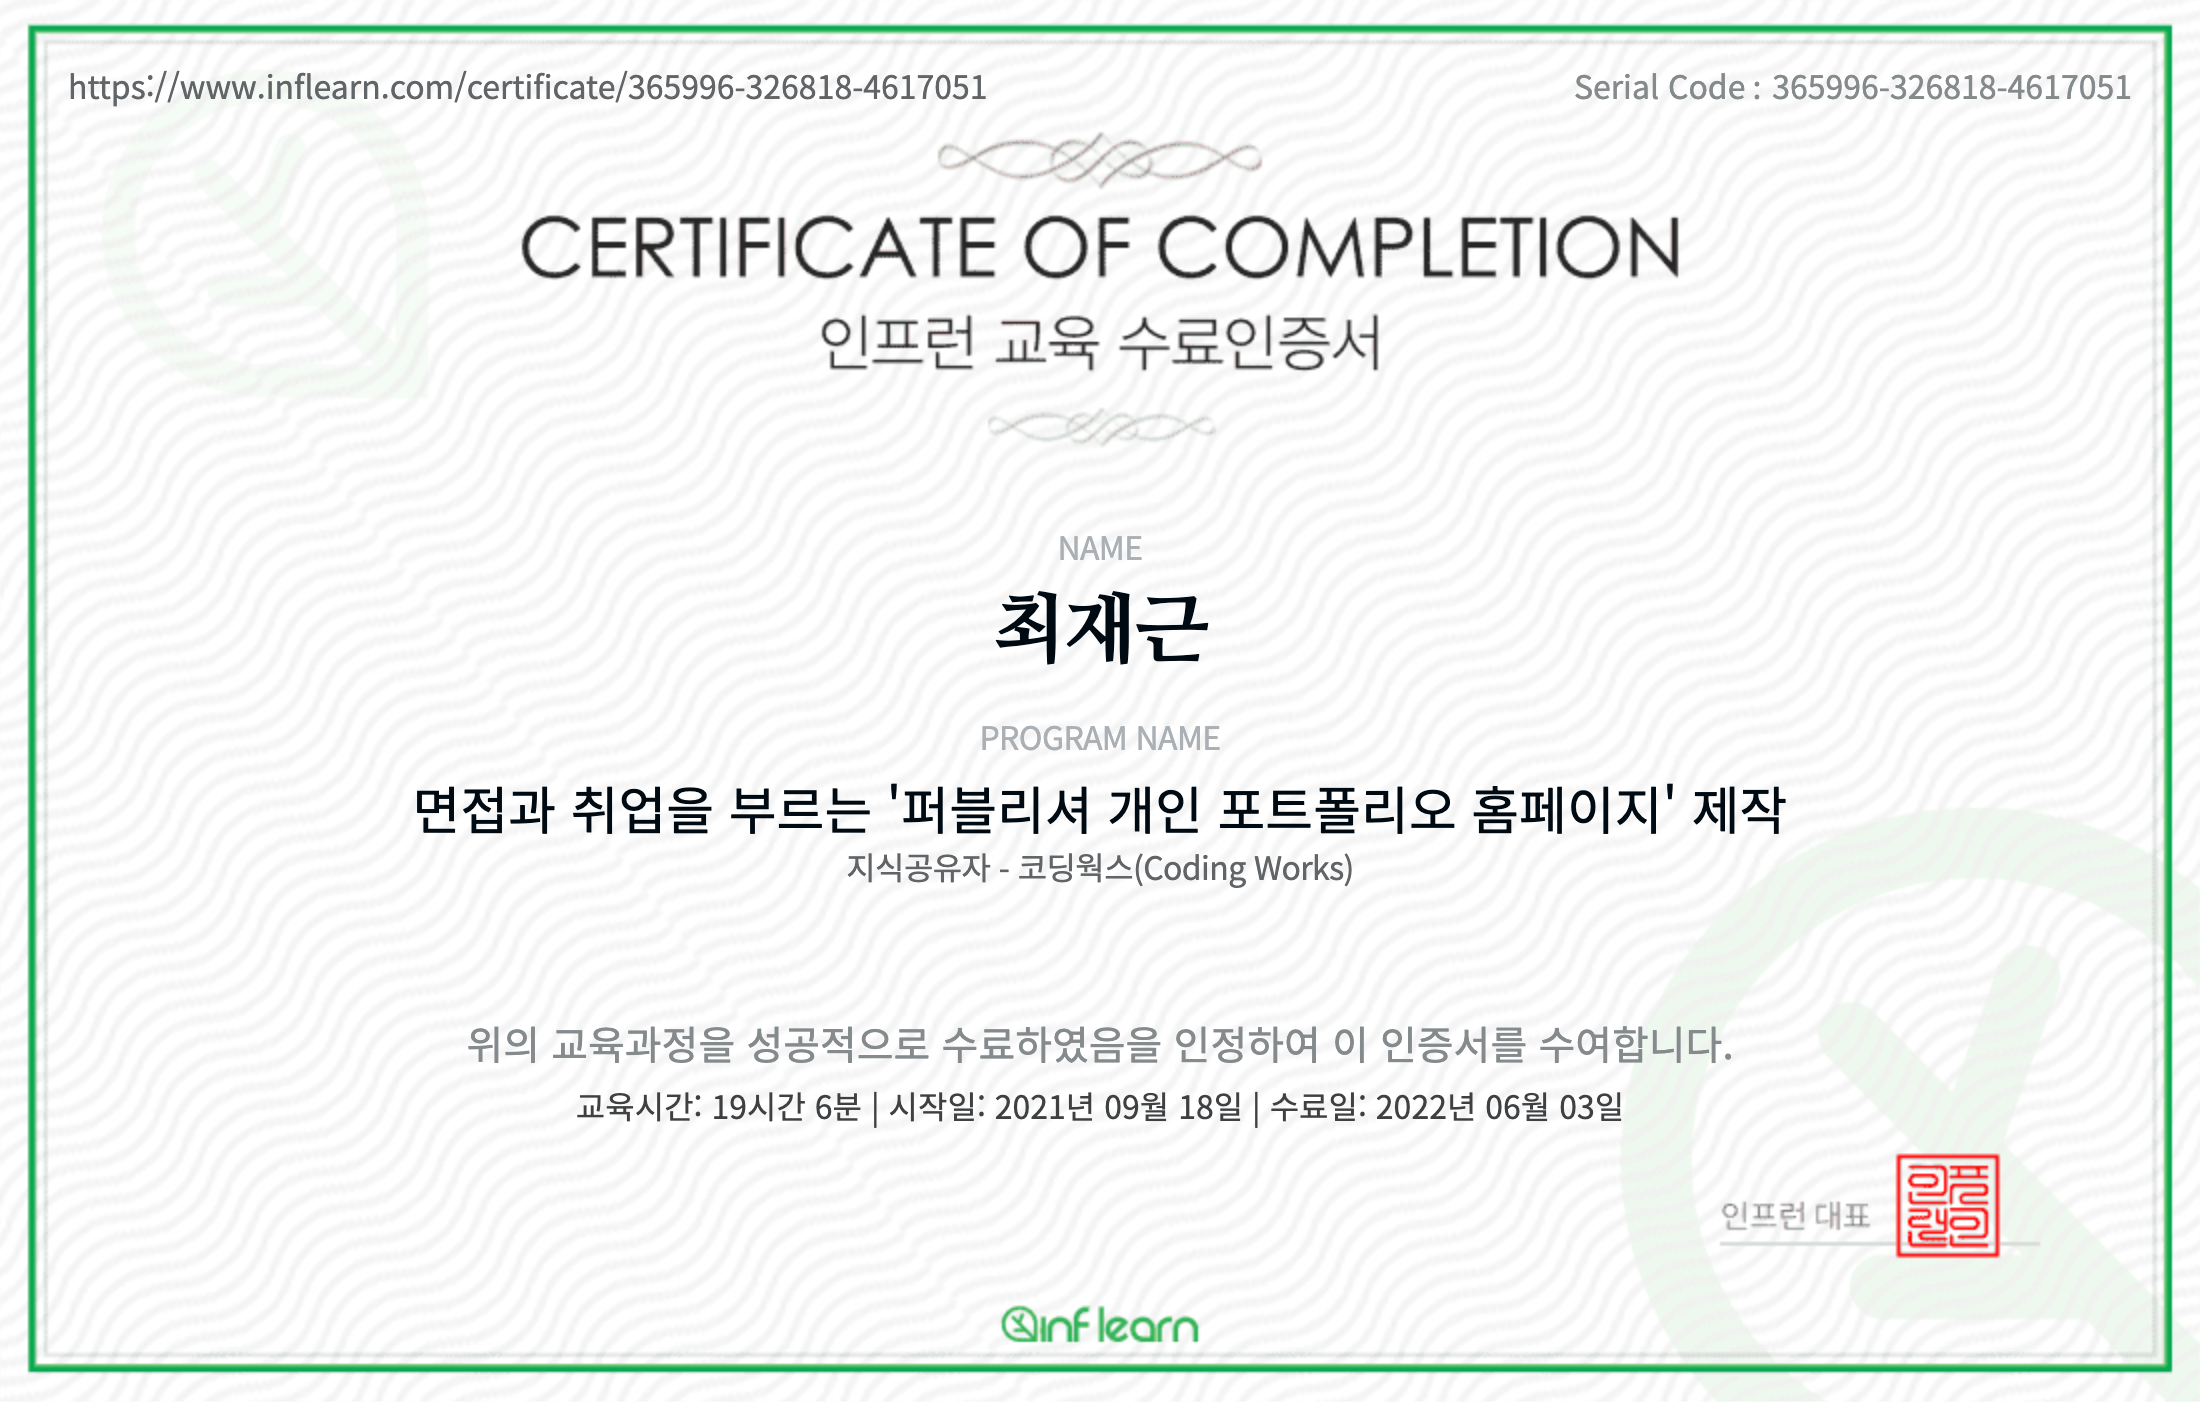 https://www.inflearn.com/certificate/365996-326818-4617051
Serial Code : 365996-326818-4617051
CERTIFICATE OF COMPLETION
인프런 교육 수료인증서
NAME
최재근
PROGRAM NAME
면접과 취업을 부르는 '퍼블리셔 개인 포트폴리오 홈페이지' 제작
지식공유자 - 코딩웍스(Coding Works)
위의 교육과정을 성공적으로 수료하였음을 인정하여 이 인증서를 수여합니다.
교육시간: 19시간 6분 | 시작일: 2021년 09월 18일 | 수료일: 2022년 06월 03일
인프런 대표
인프런인
inflearn